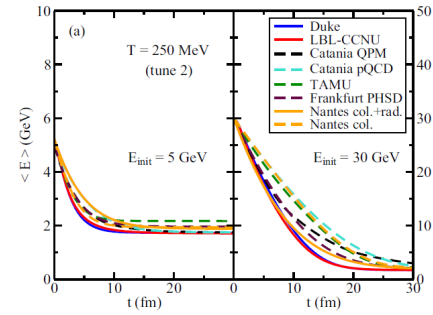 (a)
T = 250 MeV
(tune 2)
E_init = 5 GeV
< E > (GeV)
10
8
6
4
2
0
0
10
20
t (fm)
Duke
LBL-CCNU
Catania QPM
Catania pQCD
TAMU
Frankfurt PHSD
Nantes col.+rad.
Nantes col.
E_init = 30 GeV
50
40
30
20
10
0
0
10
20
30
t (fm)